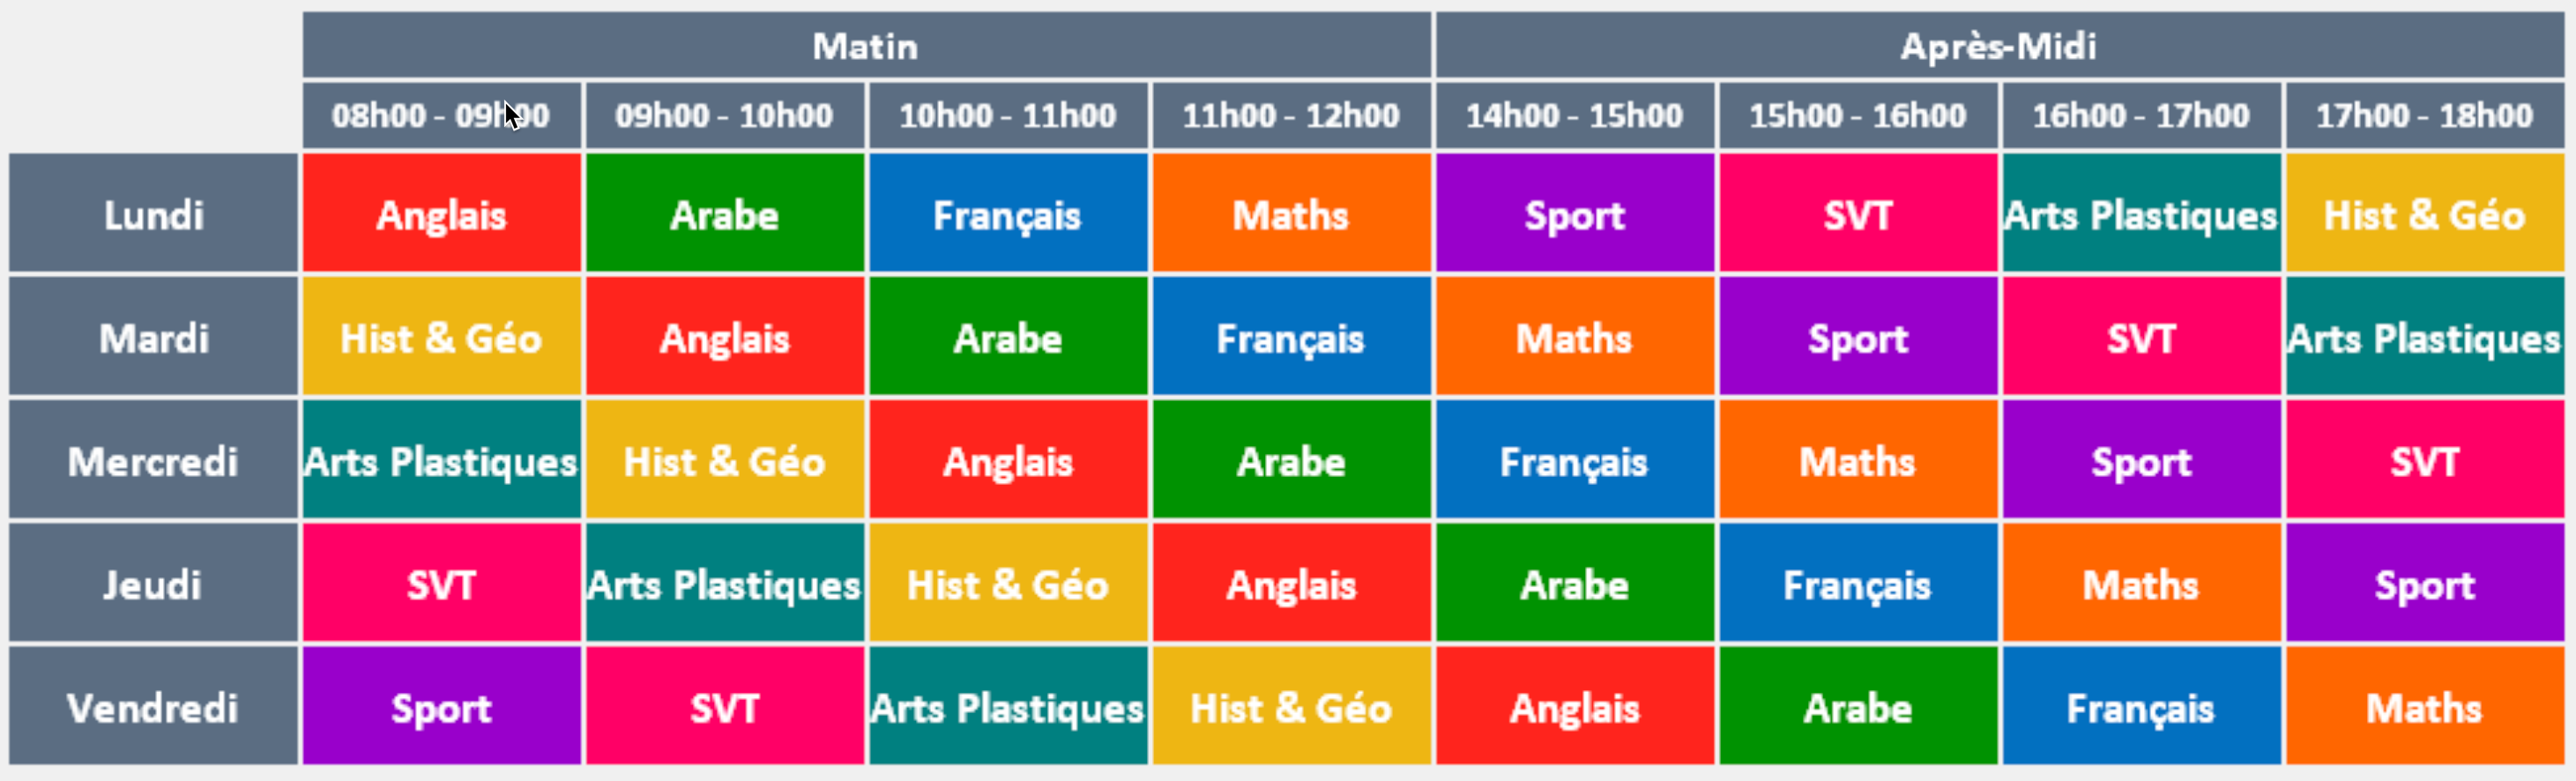 Matin Après-Midi
08h00 - 09h00 09h00 - 10h00 10h00 - 11h00 11h00 - 12h00 14h00 - 15h00 15h00 - 16h00 16h00 - 17h00 17h00 - 18h00
Lundi Anglais Arabe Français Maths Sport SVT Arts Plastiques Hist & Géo
Mardi Hist & Géo Anglais Arabe Français Maths Sport SVT Arts Plastiques
Mercredi Arts Plastiques Hist & Géo Anglais Arabe Français Maths Sport SVT
Jeudi SVT Arts Plastiques Hist & Géo Anglais Arabe Français Maths Sport
Vendredi Sport SVT Arts Plastiques Hist & Géo Anglais Arabe Français Maths